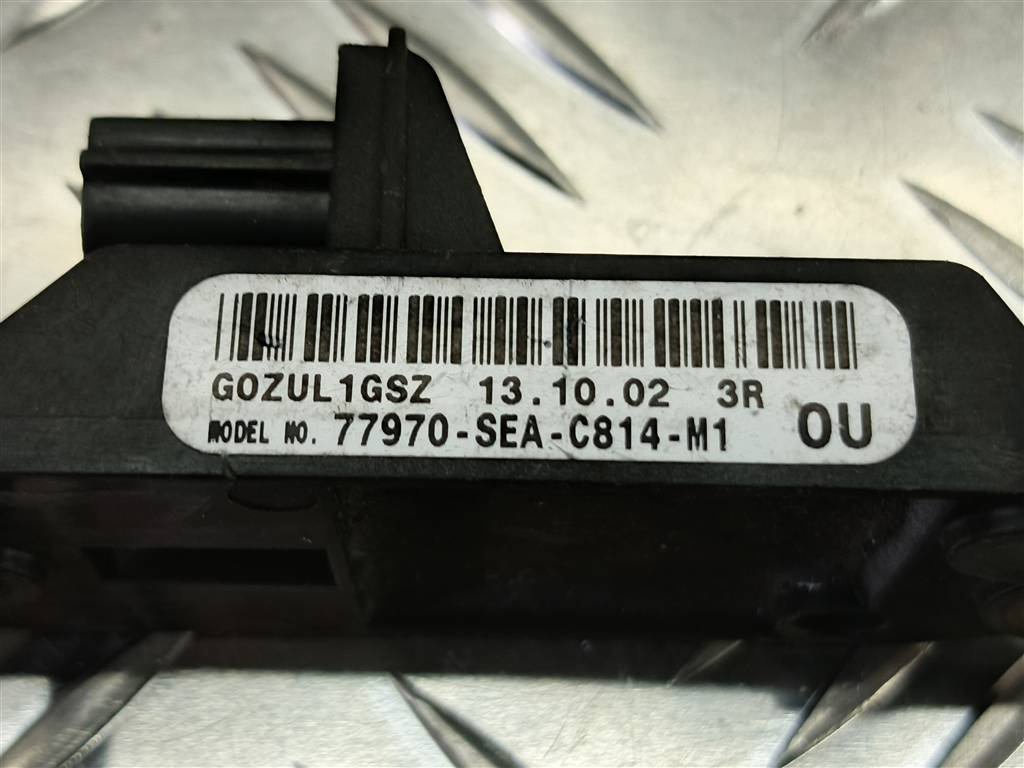 GOZUL1GSZ 13.10.02 3R
MODEL NO. 77970-SEA-C814-M1 OU